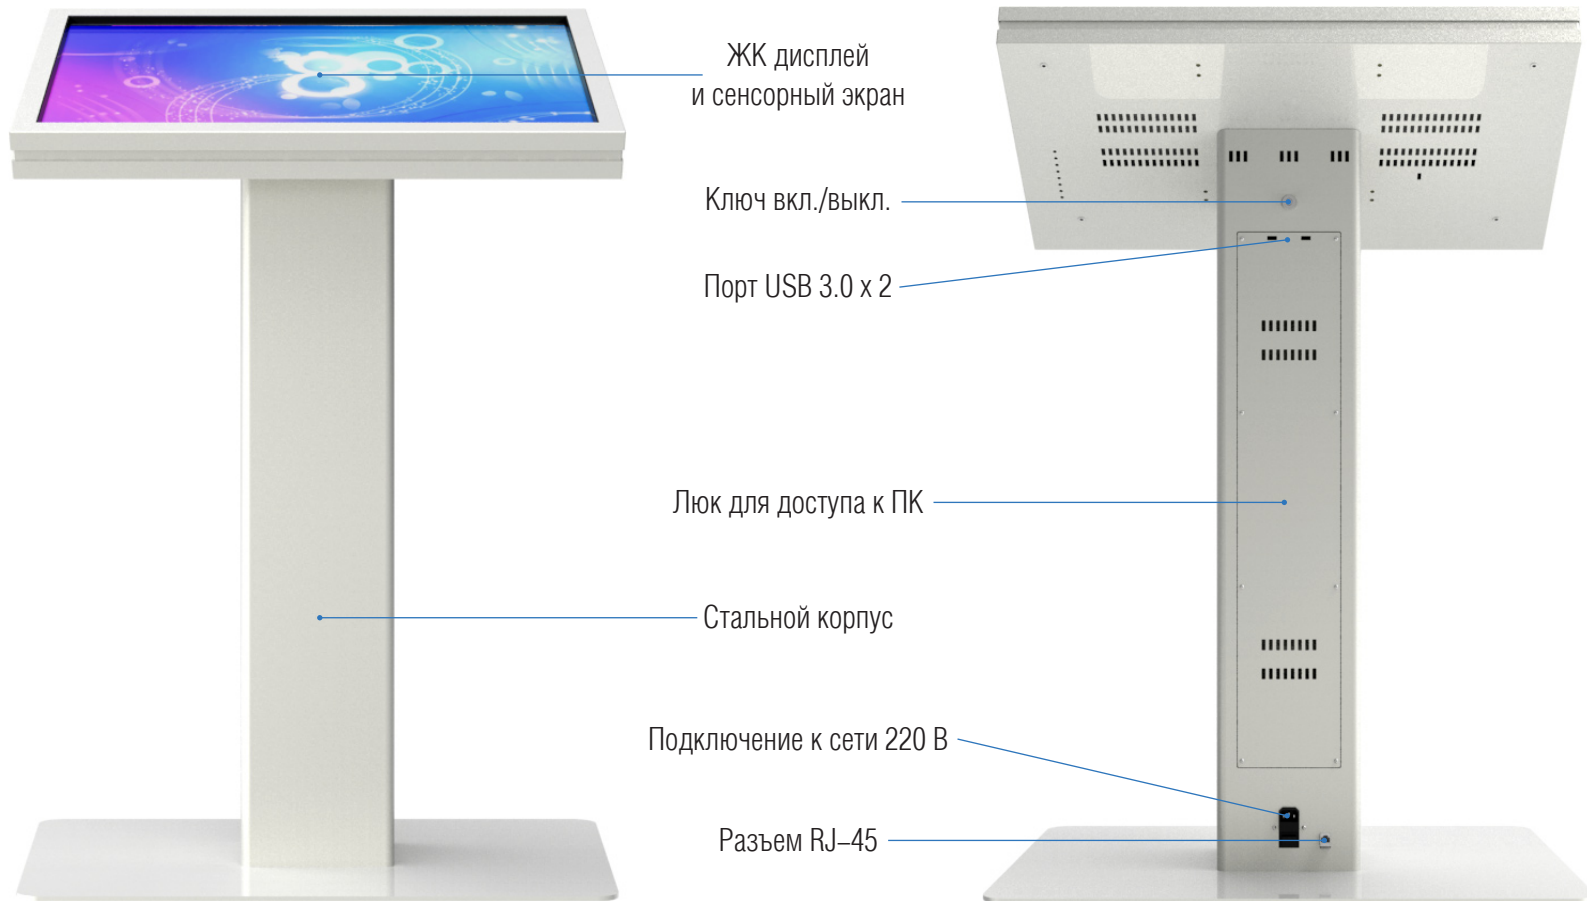 ЖК дисплей
и сенсорный экран
Ключ вкл./выкл.
Порт USB 3.0 x 2
Люк для доступа к ПК
Стальной корпус
Подключение к сети 220 В
Разъем RJ–45